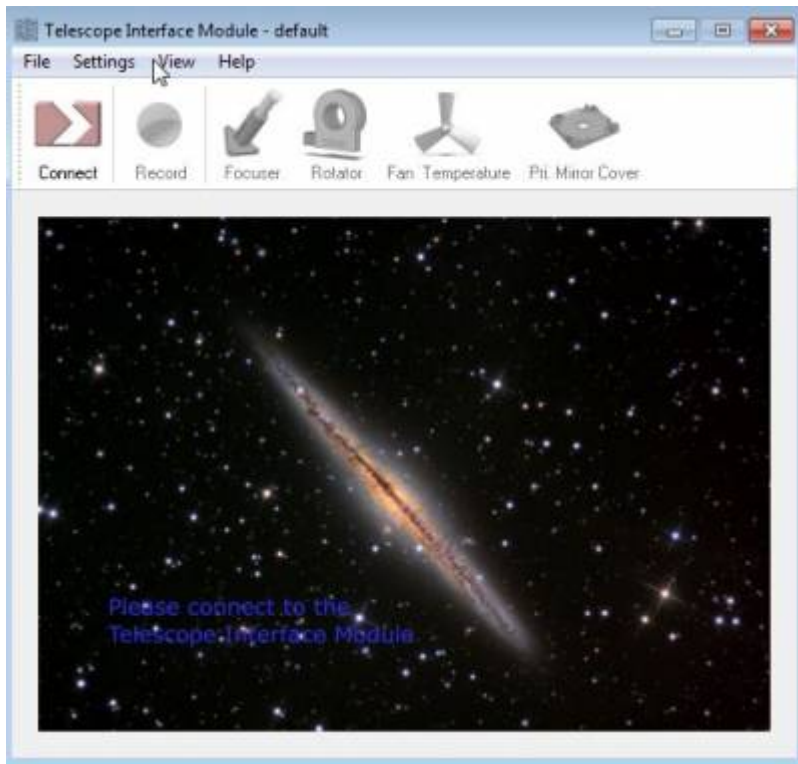 Telescope Interface Module - default
File Settings View Help
Connect Record Focuser Rotator Fan Temperature Pri. Mirror Cover
Please connect to the
Telescope Interface Module